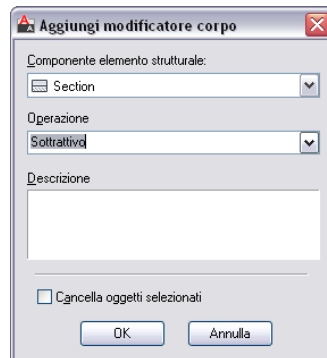 Aggiungi modificatore corpo
Componente elemento strutturale:
Section
Operazione
Sottrattivo
Descrizione
Cancella oggetti selezionati
OK Annulla